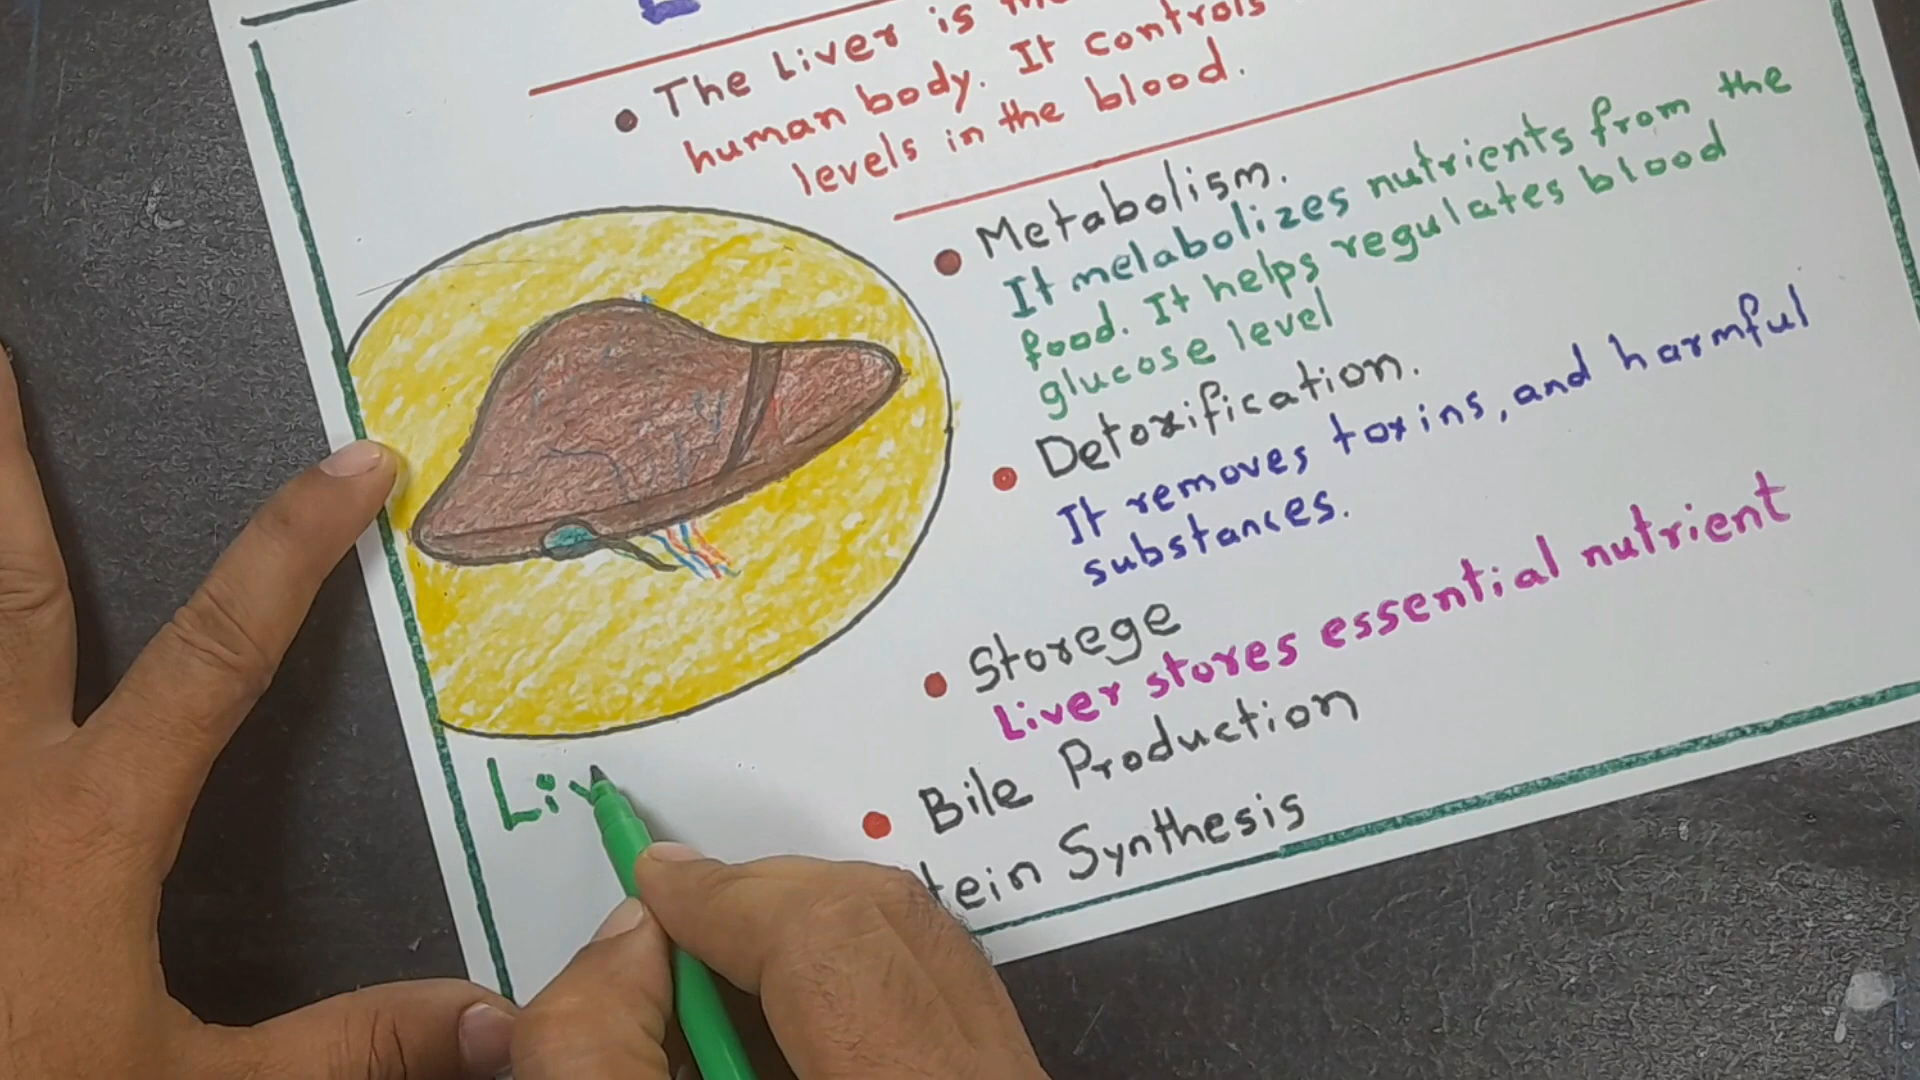 The Liver is
human body. It controls
levels in the blood.
Metabolism.
It melabolizes nutrients from the
food. It helps regulates blood
glucose level
Detoxification.
It removes toxins, and harmful
substances.
Storege
Liver stores essential nutrient
Bile Production
tein Synthesis
Liv